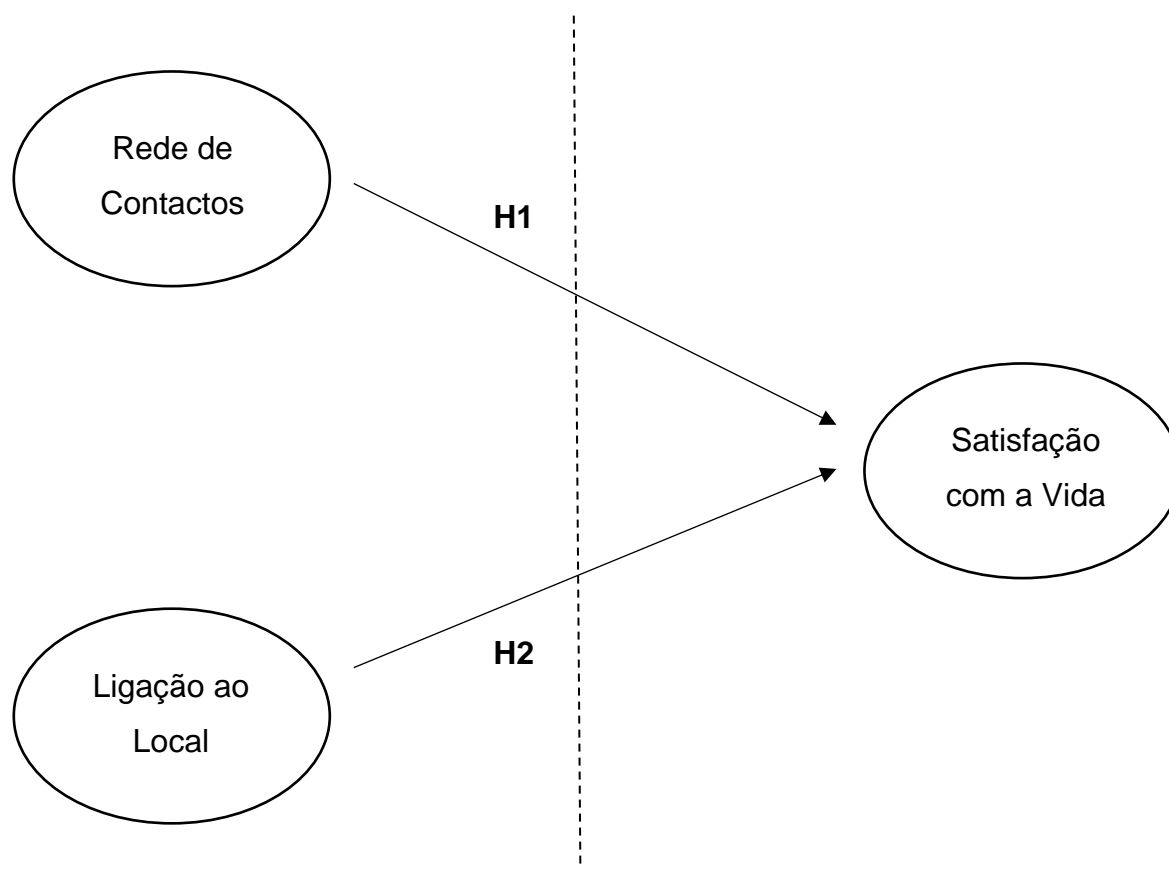 Rede de
Contactos
H1
Satisfação
com a Vida
H2
Ligação ao
Local